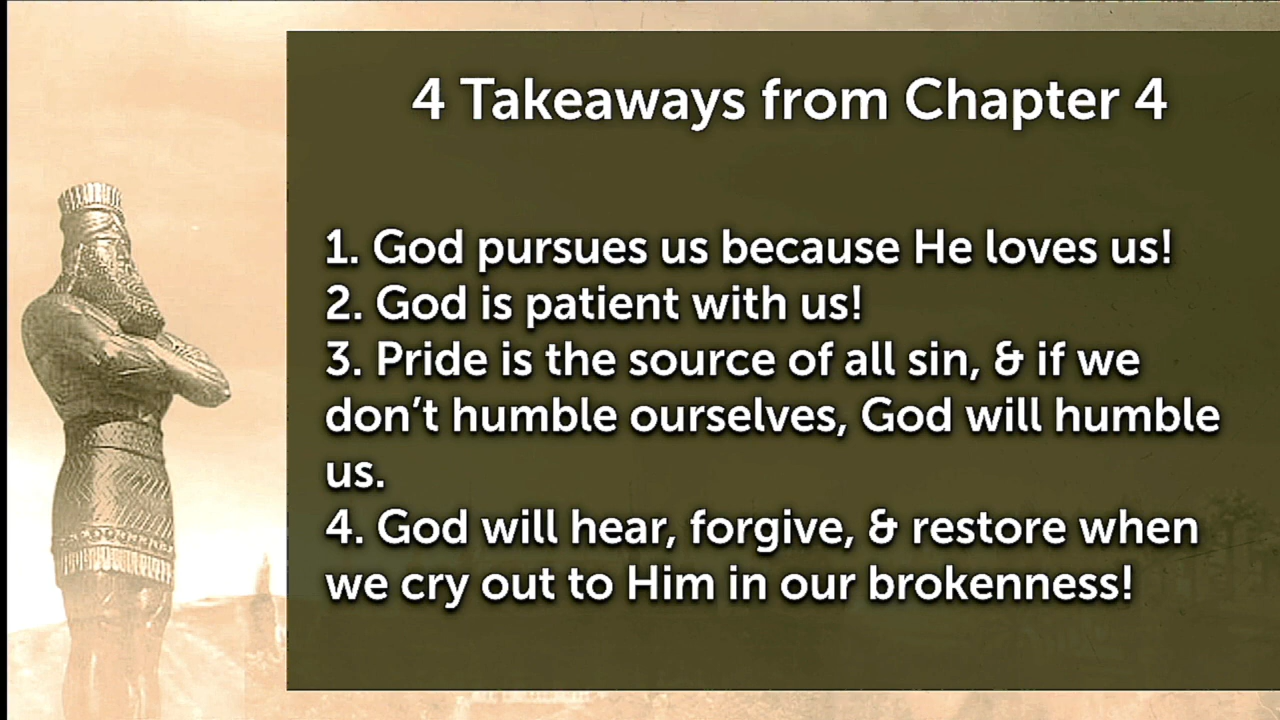 4 Takeaways from Chapter 4
1. God pursues us because He loves us!
2. God is patient with us!
3. Pride is the source of all sin, & if we
don’t humble ourselves, God will humble
us.
4. God will hear, forgive, & restore when
we cry out to Him in our brokenness!